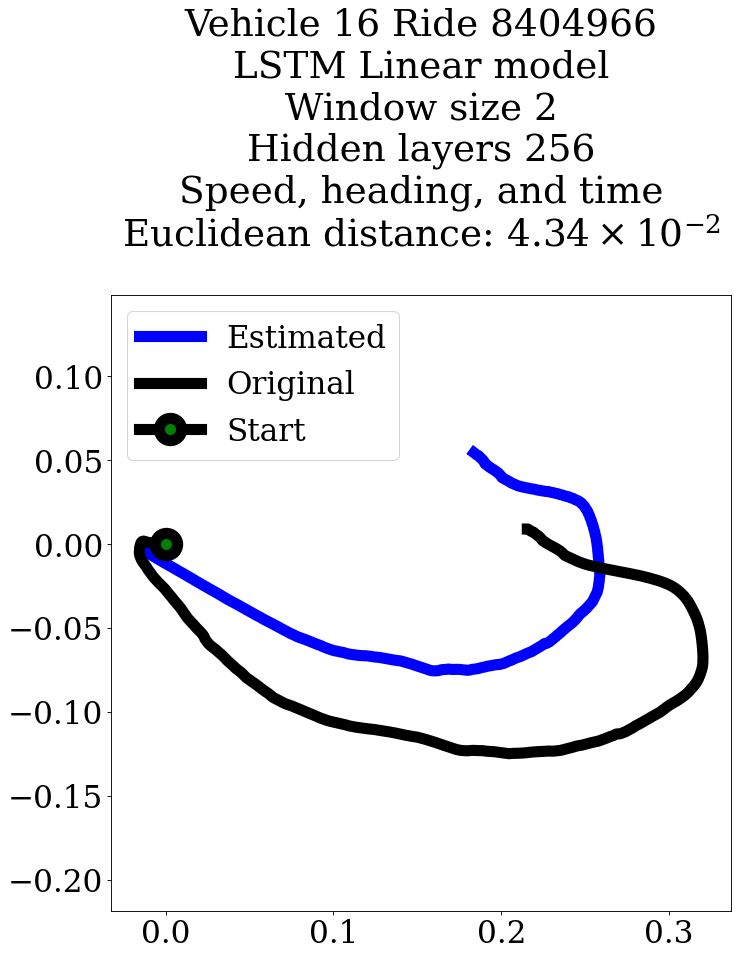 Vehicle 16 Ride 8404966
LSTM Linear model
Window size 2
Hidden layers 256
Speed, heading, and time
Euclidean distance: 4.34 × 10⁻²
Estimated
Original
Start
0.10
0.05
0.00
−0.05
−0.10
−0.15
−0.20
0.0 0.1 0.2 0.3